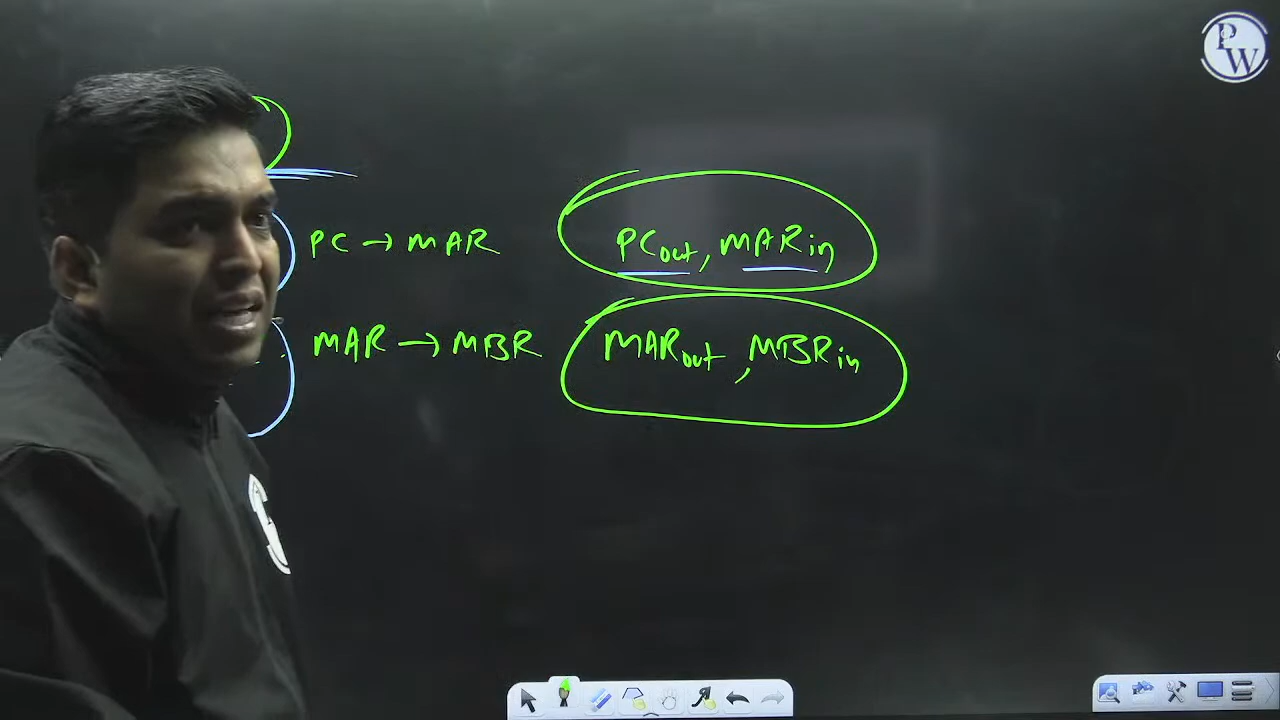 PW
PC → MAR PCout, MARin
MAR → MBR MARout, MBRin